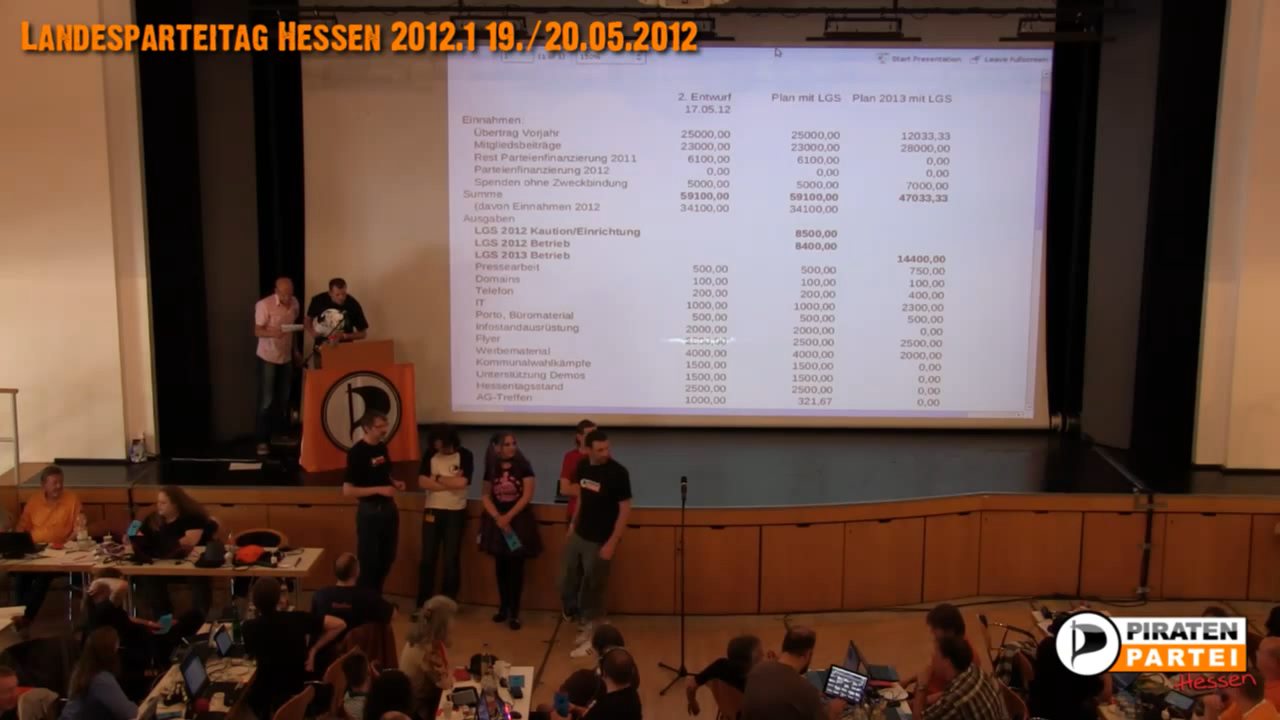 LANDESPARTEITAG HESSEN 2012.1 19./20.05.2012
Start Presentation Leave Fullscreen
2. Entwurf Plan mit LGS Plan 2013 mit LGS
17.05.12
Einnahmen:
Übertrag Vorjahr 25000,00 25000,00 12033,33
Mitgliedsbeiträge 23000,00 23000,00 28000,00
Rest Parteienfinanzierung 2011 6100,00 6100,00 0,00
Parteienfinanzierung 2012 0,00 0,00 0,00
Spenden ohne Zweckbindung 5000,00 5000,00 7000,00
Summe 59100,00 59100,00 47033,33
(davon Einnahmen 2012 34100,00 34100,00
Ausgaben
LGS 2012 Kaution/Einrichtung 8500,00
LGS 2012 Betrieb 8400,00
LGS 2013 Betrieb 14400,00
Pressearbeit 500,00 500,00 750,00
Domains 100,00 100,00 100,00
Telefon 200,00 200,00 400,00
IT 1000,00 1000,00 2300,00
Porto, Büromaterial 500,00 500,00 500,00
Infostandausrüstung 2000,00 2000,00 0,00
Flyer 2500,00 2500,00
Werbematerial 4000,00 4000,00 2000,00
Kommunalwahlkämpfe 1500,00 1500,00 0,00
Unterstützung Demos 1500,00 1500,00 0,00
Hessentagsstand 2500,00 2500,00 0,00
AG-Treffen 1000,00 321,67 0,00
PIRATEN
PARTEI
Hessen